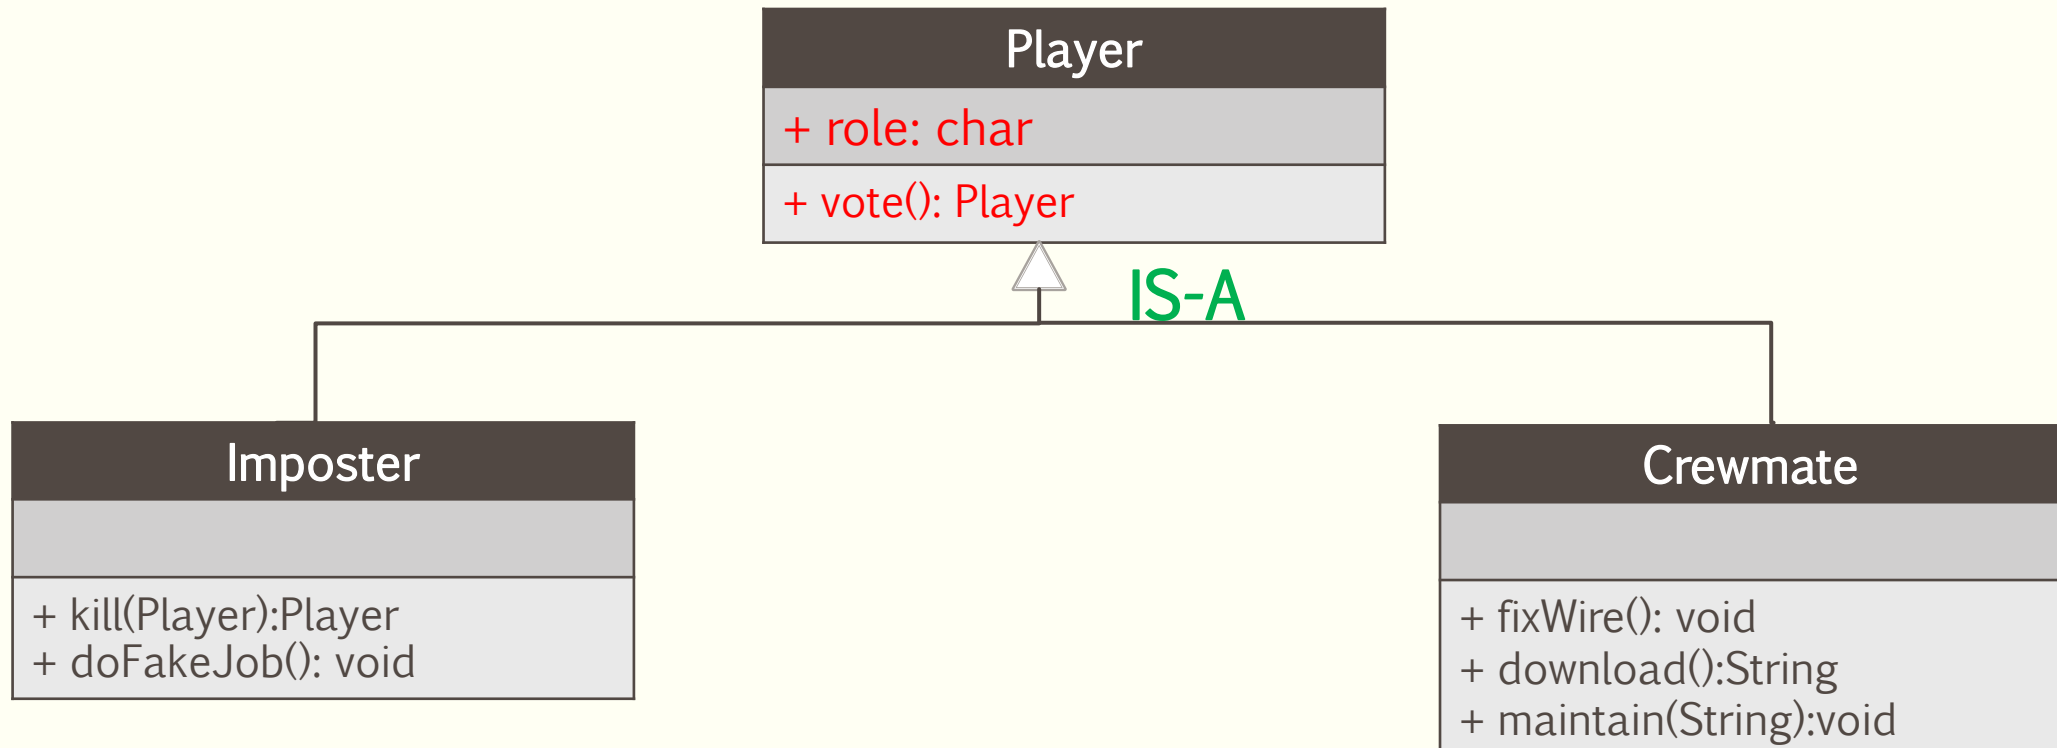 Player
+ role: char
+ vote(): Player
IS-A
Imposter
+ kill(Player):Player
+ doFakeJob(): void
Crewmate
+ fixWire(): void
+ download():String
+ maintain(String):void